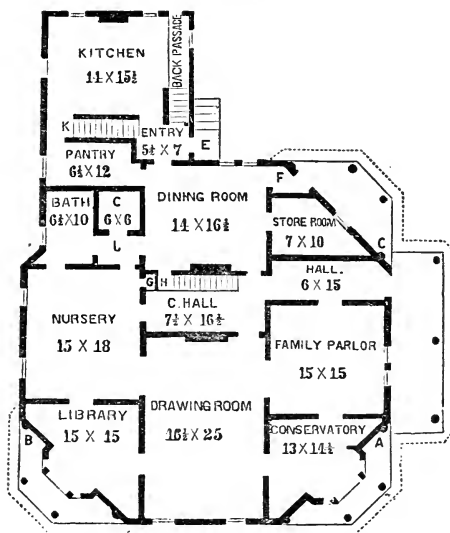 KITCHEN
14 X 15½
BACK PASSAGE
K
ENTRY
5½ X 7
E
PANTRY
6½ X 12
F
BATH
6½ X 10
C
6 X 6
L
DINING ROOM
14 X 16½
STORE ROOM
7 X 10
C
HALL.
6 X 15
G H
C. HALL
7½ X 16½
NURSERY
15 X 18
FAMILY PARLOR
15 X 15
LIBRARY
15 X 15
B
DRAWING ROOM
16½ X 25
CONSERVATORY
13 X 14½
A